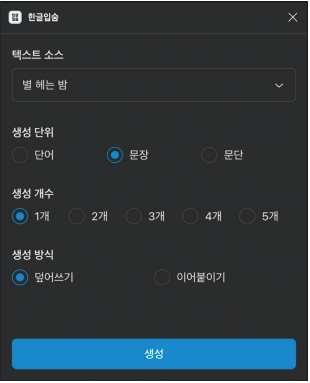 한글입숨
텍스트 소스
별 헤는 밤
생성 단위
단어 문장 문단
생성 개수
1개 2개 3개 4개 5개
생성 방식
덮어쓰기 이어붙이기
생성